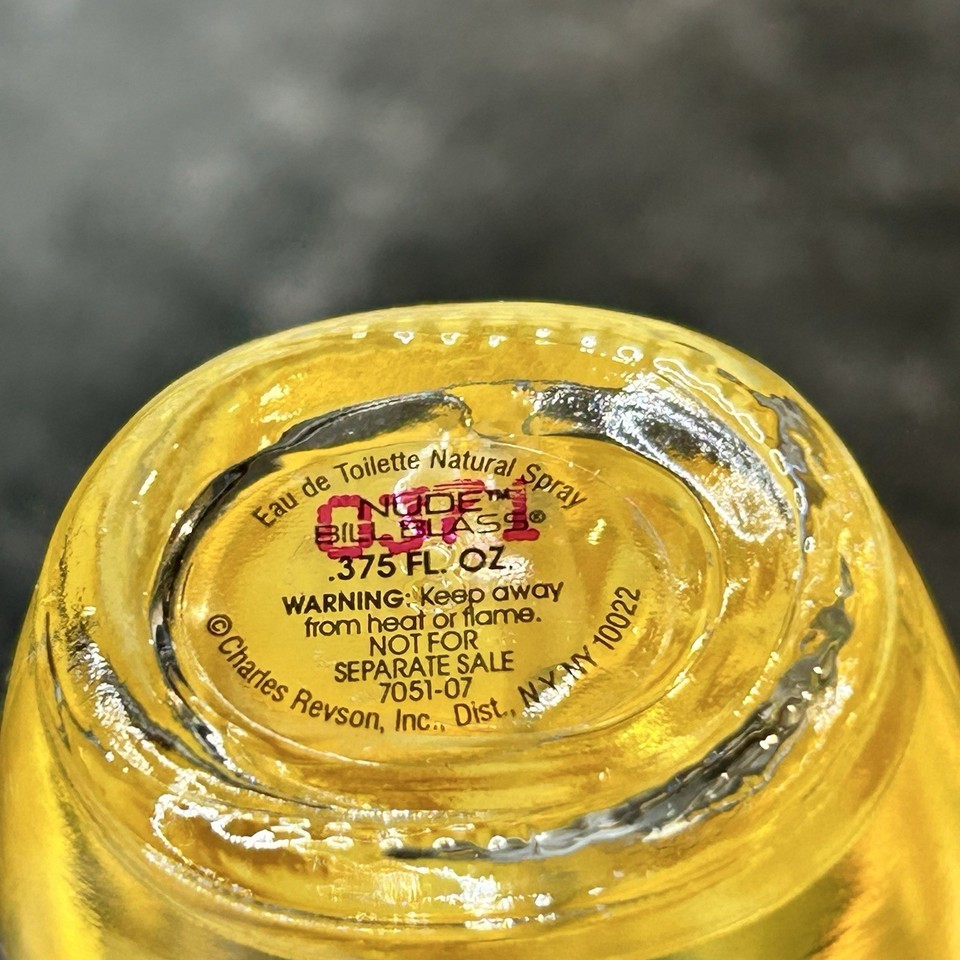 Eau de Toilette Natural Spray
NUDE™
BILL BLASS®
0371
.375 FL. OZ.
WARNING: Keep away
from heat or flame.
NOT FOR
SEPARATE SALE
7051-07
©Charles Revson, Inc., Dist., N.Y. NY 10022